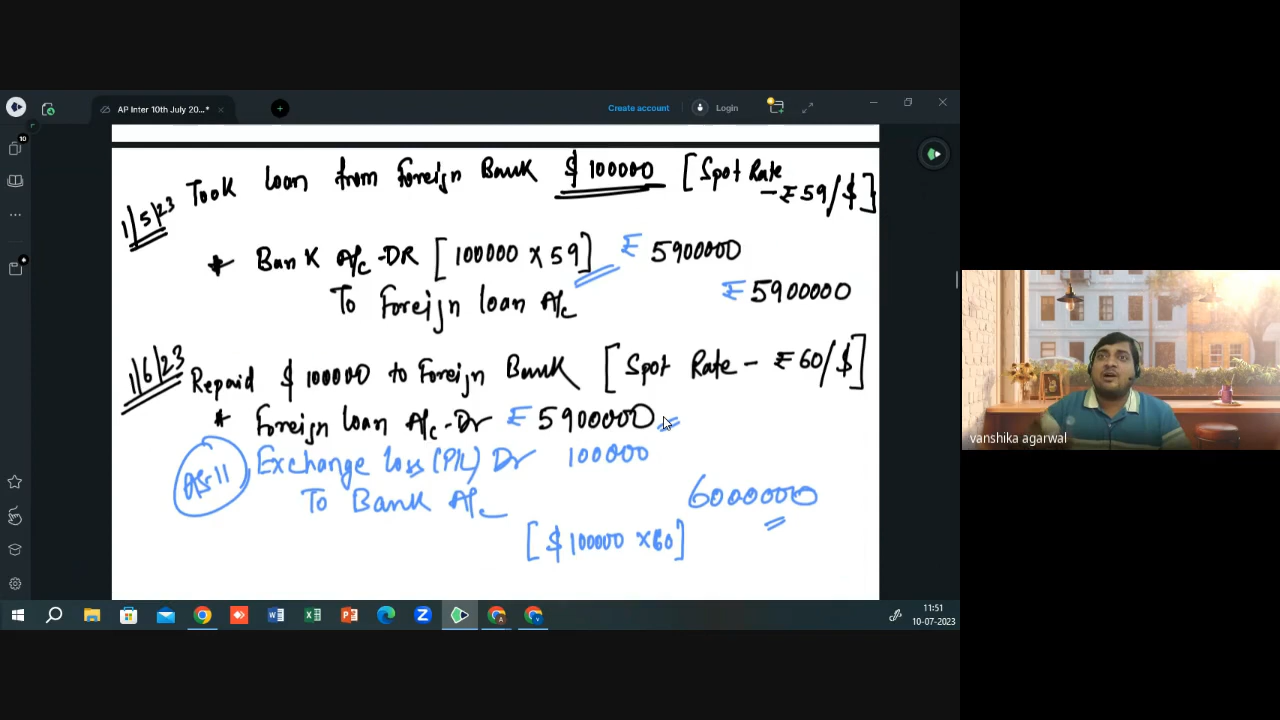 AP Inter 10th July 20...*
Create account
Login
10
Took loan from Foreign Bank $100000 [Spot Rate
- ₹59/$]
1/5/23
* Bank A/c - DR [100000 x 59] ₹ 5900000
To Foreign loan A/c ₹5900000
1/6/23
Repaid $100000 to Foreign Bank [Spot Rate - ₹60/$]
* Foreign loan A/c - Dr ₹ 5900000
AS 11
Exchange loss (P/L) Dr 100000
To Bank A/c 6000000
[$100000 x60]
vanshika agarwal
11:51
10-07-2023